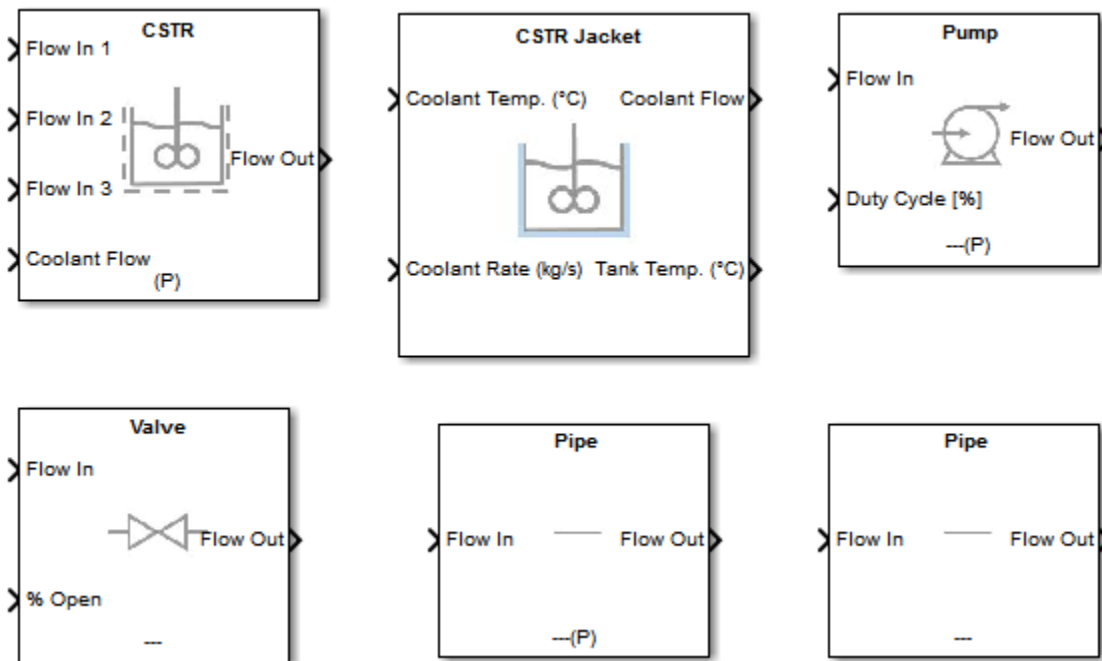 CSTR
Flow In 1
Flow In 2
Flow Out
Flow In 3
Coolant Flow
(P)
CSTR Jacket
Coolant Temp. (°C) Coolant Flow
Coolant Rate (kg/s) Tank Temp. (°C)
Pump
Flow In
Flow Out
Duty Cycle [%]
---(P)
Valve
Flow In
Flow Out
% Open
---
Pipe
Flow In Flow Out
---(P)
Pipe
Flow In Flow Out
---